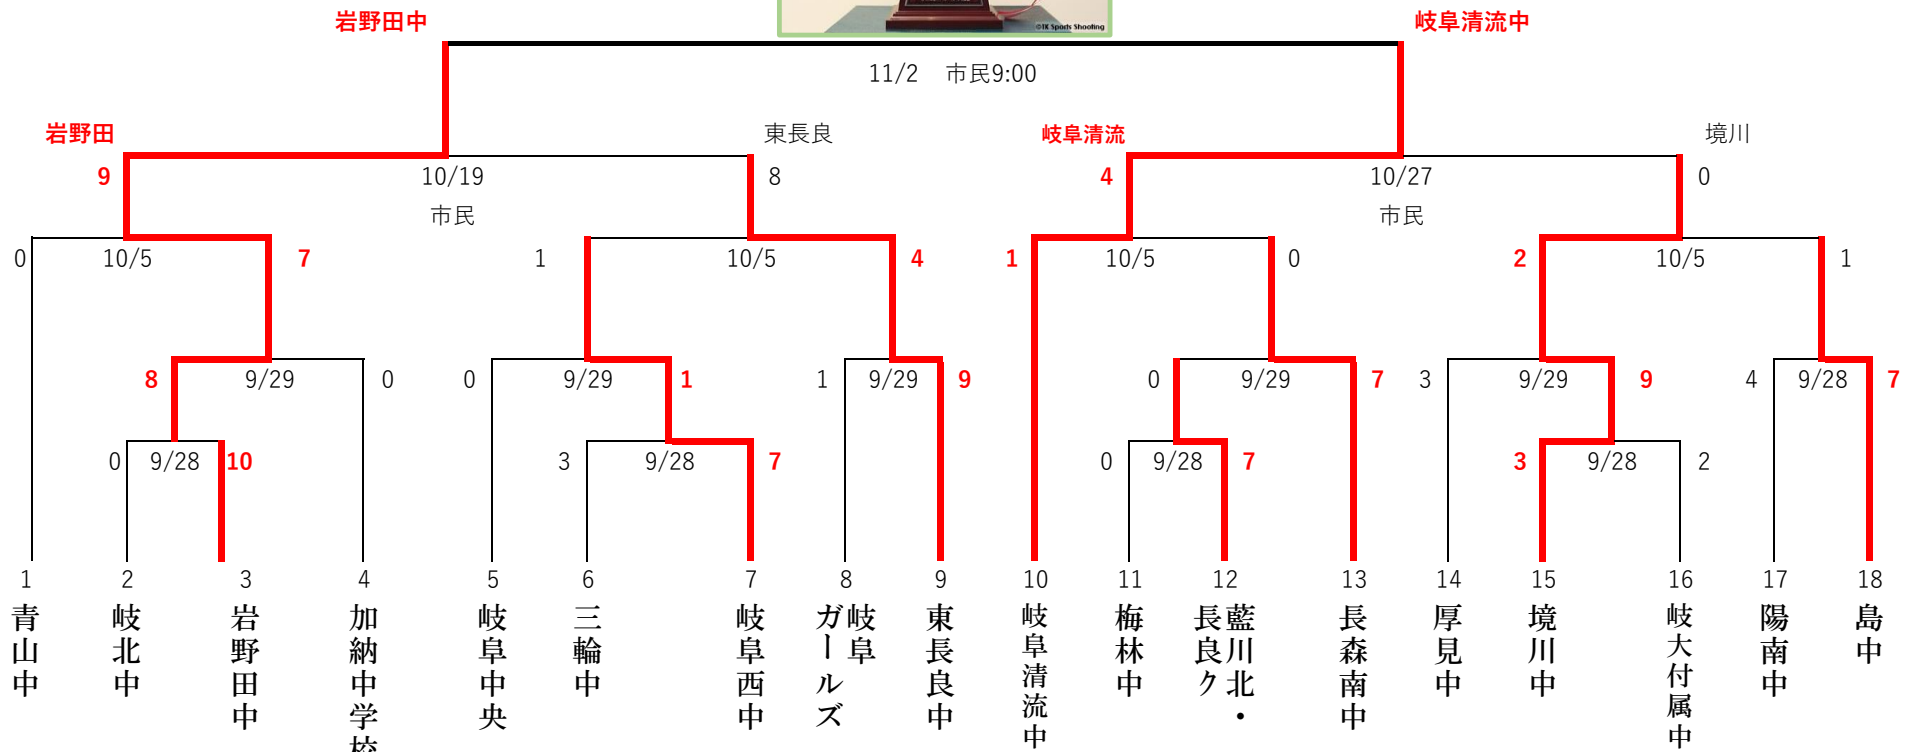 岩野田中
岐阜清流中
©TK Sports Shooting
11/2 市民9:00
岩野田
東長良
岐阜清流
境川
9
10/19
8
4
10/27
0
市民
市民
0
10/5
7
1
10/5
4
1
10/5
0
2
10/5
1
8
9/29
0
0
9/29
1
1
9/29
9
0
9/29
7
3
9/29
9
4
9/28
7
0
9/28
10
3
9/28
7
0
9/28
7
3
9/28
2
1
2
3
4
5
6
7
8
9
10
11
12
13
14
15
16
17
18
青山中
岐北中
岩野田中
加納中学校
岐阜中央
三輪中
岐阜西中
岐阜
ガールズ
東長良中
岐阜清流中
梅林中
藍川北・
長良ク
長森南中
厚見中
境川中
岐大付属中
陽南中
島中